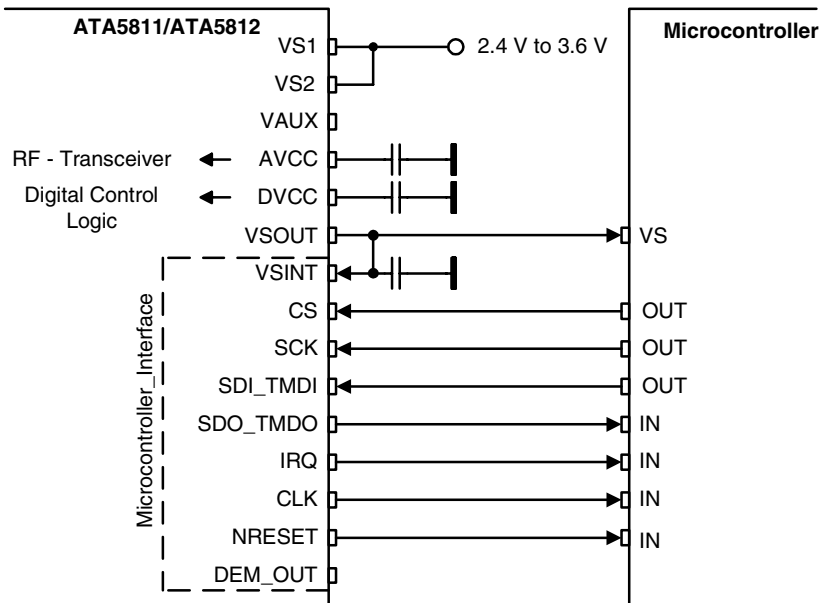 ATA5811/ATA5812
Microcontroller
VS1
2.4 V to 3.6 V
VS2
VAUX
RF - Transceiver
AVCC
Digital Control
Logic
DVCC
VSOUT
VS
VSINT
Microcontroller_Interface
CS
OUT
SCK
OUT
SDI_TMDI
OUT
SDO_TMDO
IN
IRQ
IN
CLK
IN
NRESET
IN
DEM_OUT